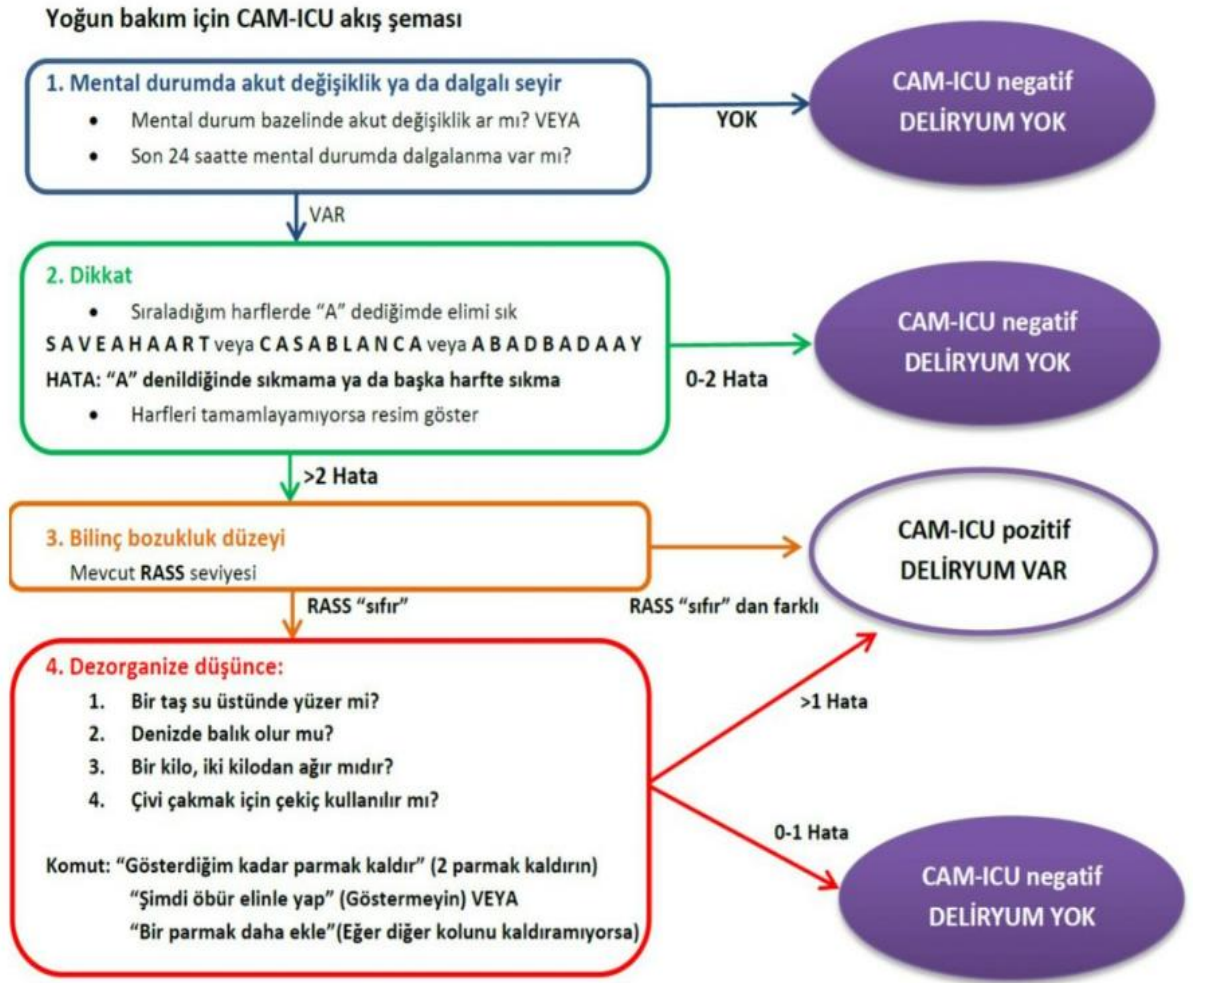 Yoğun bakım için CAM-ICU akış şeması
1. Mental durumda akut değişiklik ya da dalgalı seyir
• Mental durum bazelinde akut değişiklik ar mı? VEYA
• Son 24 saatte mental durumda dalgalanma var mı?
YOK
CAM-ICU negatif
DELİRYUM YOK
VAR
2. Dikkat
• Sıraladığım harflerde “A” dediğimde elimi sık
S A V E A H A A R T veya C A S A B L A N C A veya A B A D B A D A A Y
HATA: “A” denildiğinde sıkmama ya da başka harfte sıkma
• Harfleri tamamlayamıyorsa resim göster
0-2 Hata
CAM-ICU negatif
DELİRYUM YOK
>2 Hata
3. Bilinç bozukluk düzeyi
Mevcut RASS seviyesi
RASS “sıfır”
RASS “sıfır” dan farklı
CAM-ICU pozitif
DELİRYUM VAR
4. Dezorganize düşünce:
1. Bir taş su üstünde yüzer mi?
2. Denizde balık olur mu?
3. Bir kilo, iki kilodan ağır mıdır?
4. Çivi çakmak için çekiç kullanılır mı?
Komut: “Gösterdiğim kadar parmak kaldır” (2 parmak kaldırın)
“Şimdi öbür elinle yap” (Göstermeyin) VEYA
“Bir parmak daha ekle”(Eğer diğer kolunu kaldıramıyorsa)
>1 Hata
0-1 Hata
CAM-ICU negatif
DELİRYUM YOK